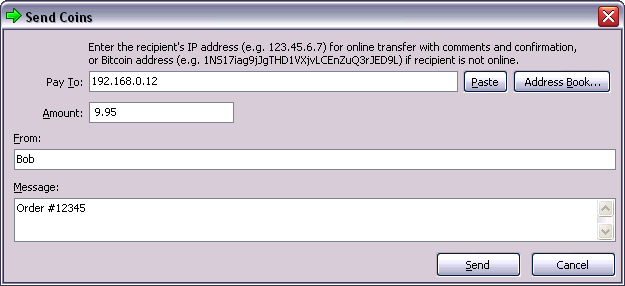 Send Coins
Enter the recipient's IP address (e.g. 123.45.6.7) for online transfer with comments and confirmation,
or Bitcoin address (e.g. 1NS17iag9jJgTHD1VXjvLCEnZuQ3rJED9L) if recipient is not online.
Pay To: 192.168.0.12 Paste Address Book...
Amount: 9.95
From:
Bob
Message:
Order #12345
Send Cancel